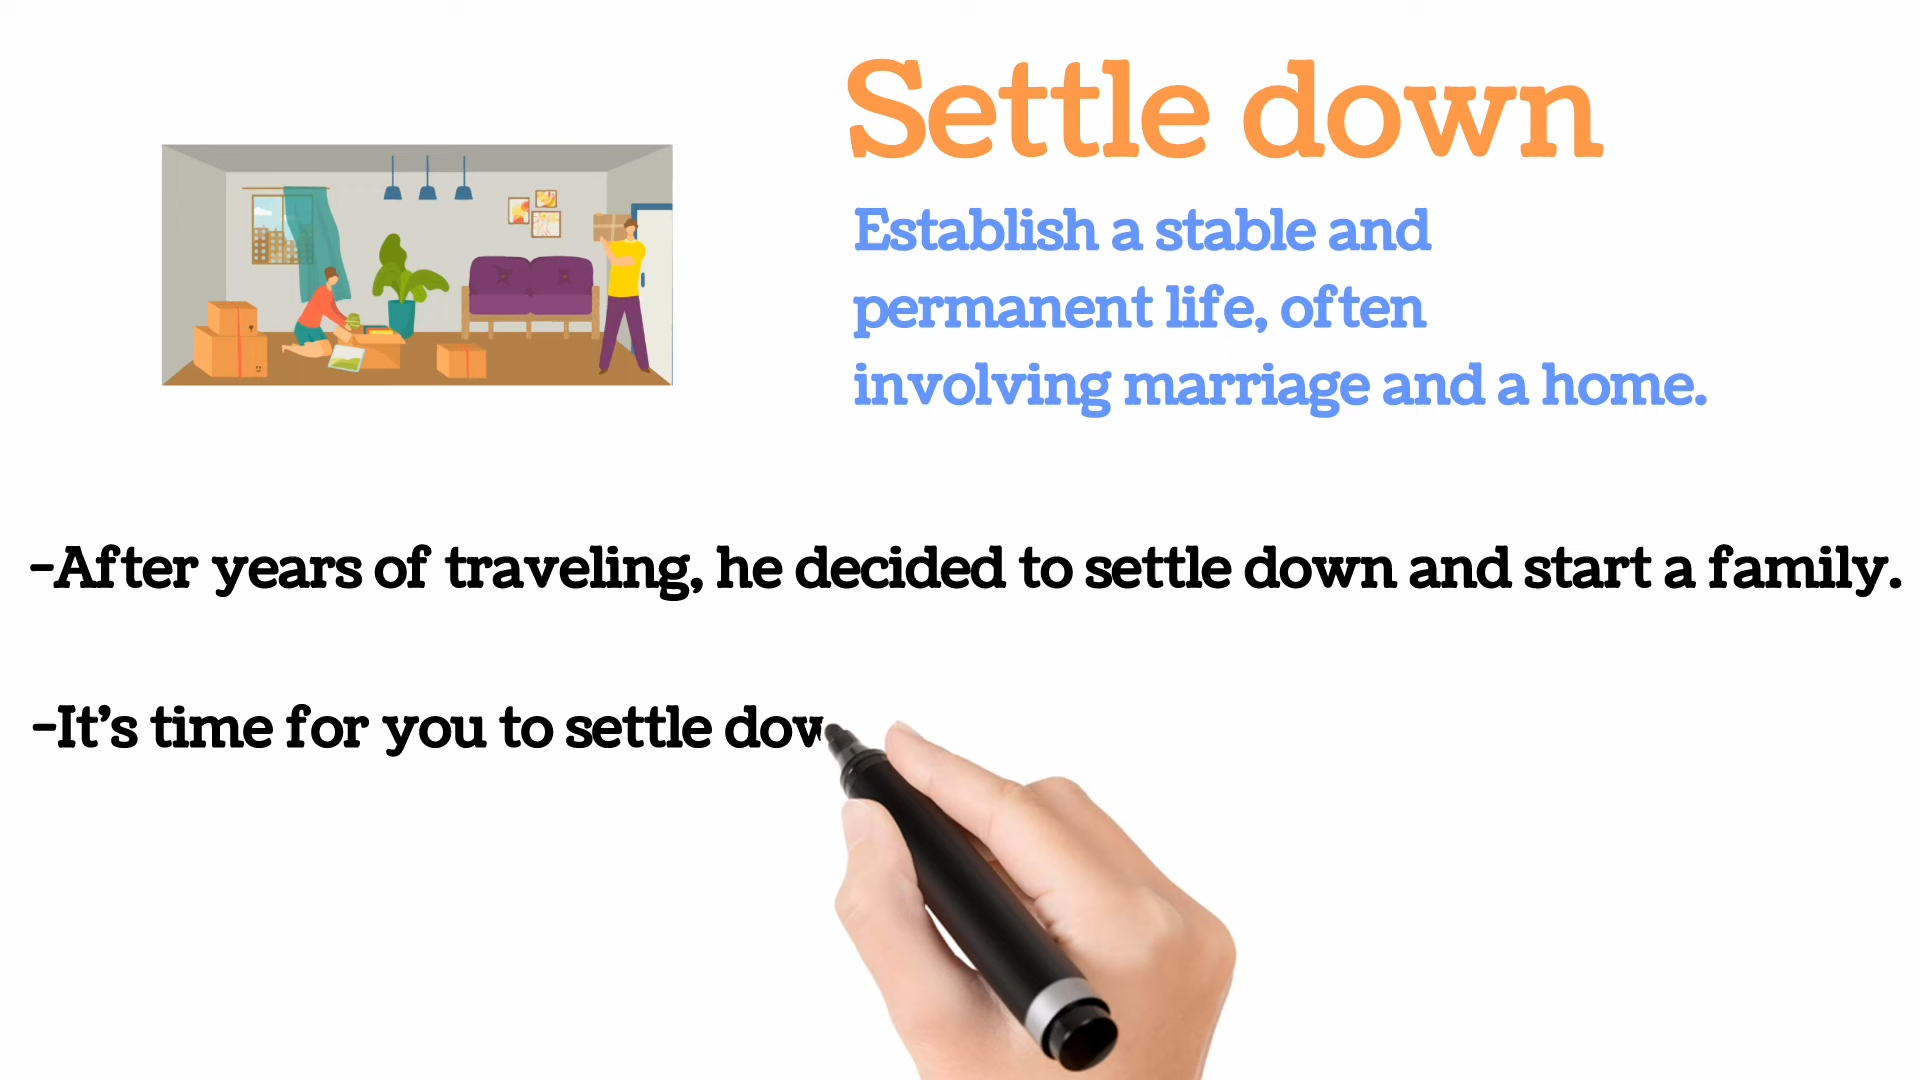 Settle down
Establish a stable and
permanent life, often
involving marriage and a home.
-After years of traveling, he decided to settle down and start a family.
-It's time for you to settle dow